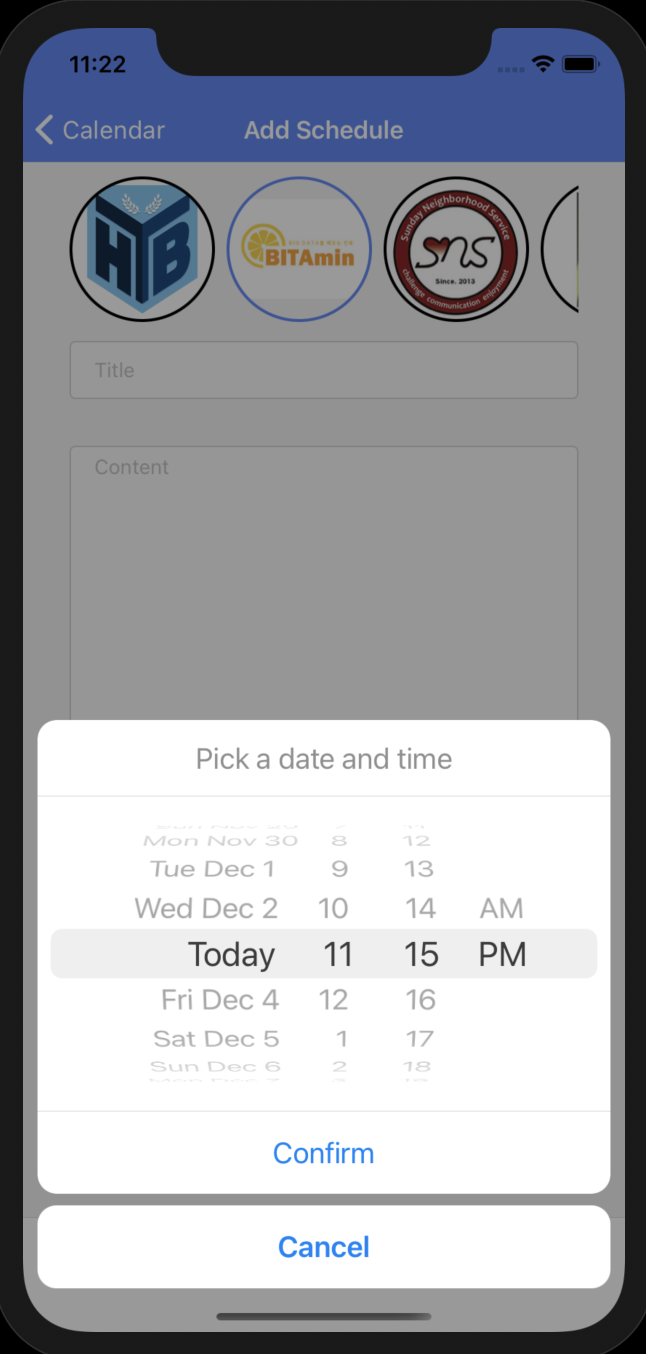 11:22
Calendar
Add Schedule
HB
BITAmin
Sunday Neighborhood Service
sns
Since. 2013
challenge communication enjoyment
Title
Content
Pick a date and time
Mon Nov 30 8 12
Tue Dec 1 9 13
Wed Dec 2 10 14 AM
Today 11 15 PM
Fri Dec 4 12 16
Sat Dec 5 1 17
Sun Dec 6 2 18
Confirm
Cancel